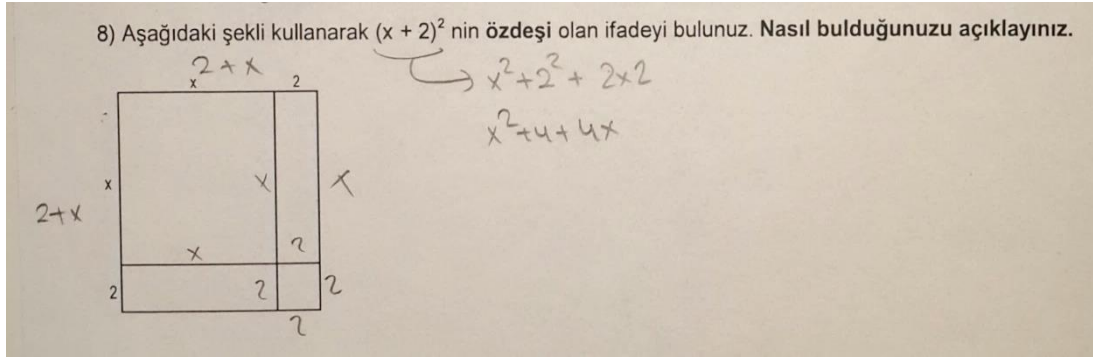 8) Aşağıdaki şekli kullanarak (x + 2)² nin özdeşi olan ifadeyi bulunuz. Nasıl bulduğunuzu açıklayınız.
2+x
x 2
x²+2²+ 2x2
x²+4+4x
x x x
2+x
x 2
2 2 2
2